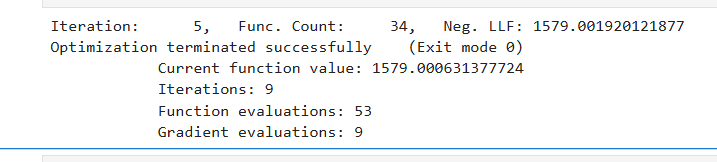 Iteration:      5,   Func. Count:     34,   Neg. LLF: 1579.001920121877
Optimization terminated successfully    (Exit mode 0)
            Current function value: 1579.000631377724
            Iterations: 9
            Function evaluations: 53
            Gradient evaluations: 9